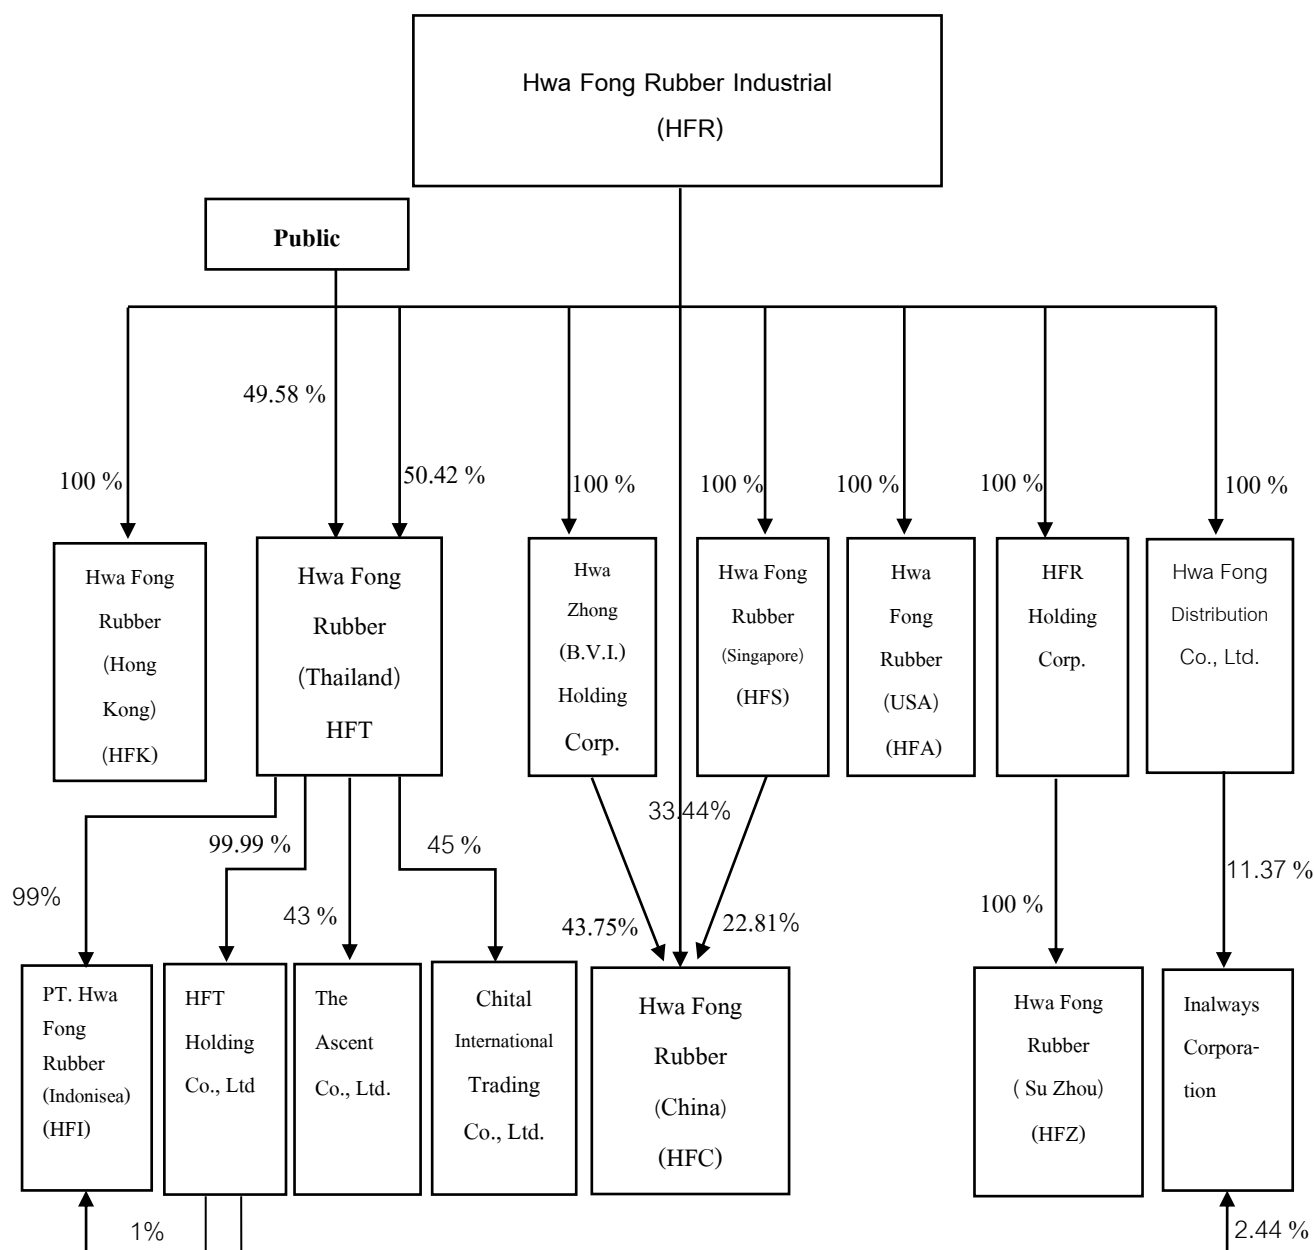 Hwa Fong Rubber Industrial
(HFR)
Public
49.58 %
100 %
50.42 %
100 %
100 %
100 %
100 %
100 %
Hwa Fong
Rubber
(Hong
Kong)
(HFK)
Hwa Fong
Rubber
(Thailand)
HFT
Hwa
Zhong
(B.V.I.)
Holding
Corp.
Hwa Fong
Rubber
(Singapore)
(HFS)
Hwa
Fong
Rubber
(USA)
(HFA)
HFR
Holding
Corp.
Hwa Fong
Distribution
Co., Ltd.
99%
99.99 %
43 %
45 %
33.44%
43.75%
22.81%
100 %
11.37 %
PT. Hwa
Fong
Rubber
(Indonisea)
(HFI)
HFT
Holding
Co., Ltd
The
Ascent
Co., Ltd.
Chital
International
Trading
Co., Ltd.
Hwa Fong
Rubber
(China)
(HFC)
Hwa Fong
Rubber
( Su Zhou)
(HFZ)
Inalways
Corpora-
tion
1%
2.44 %